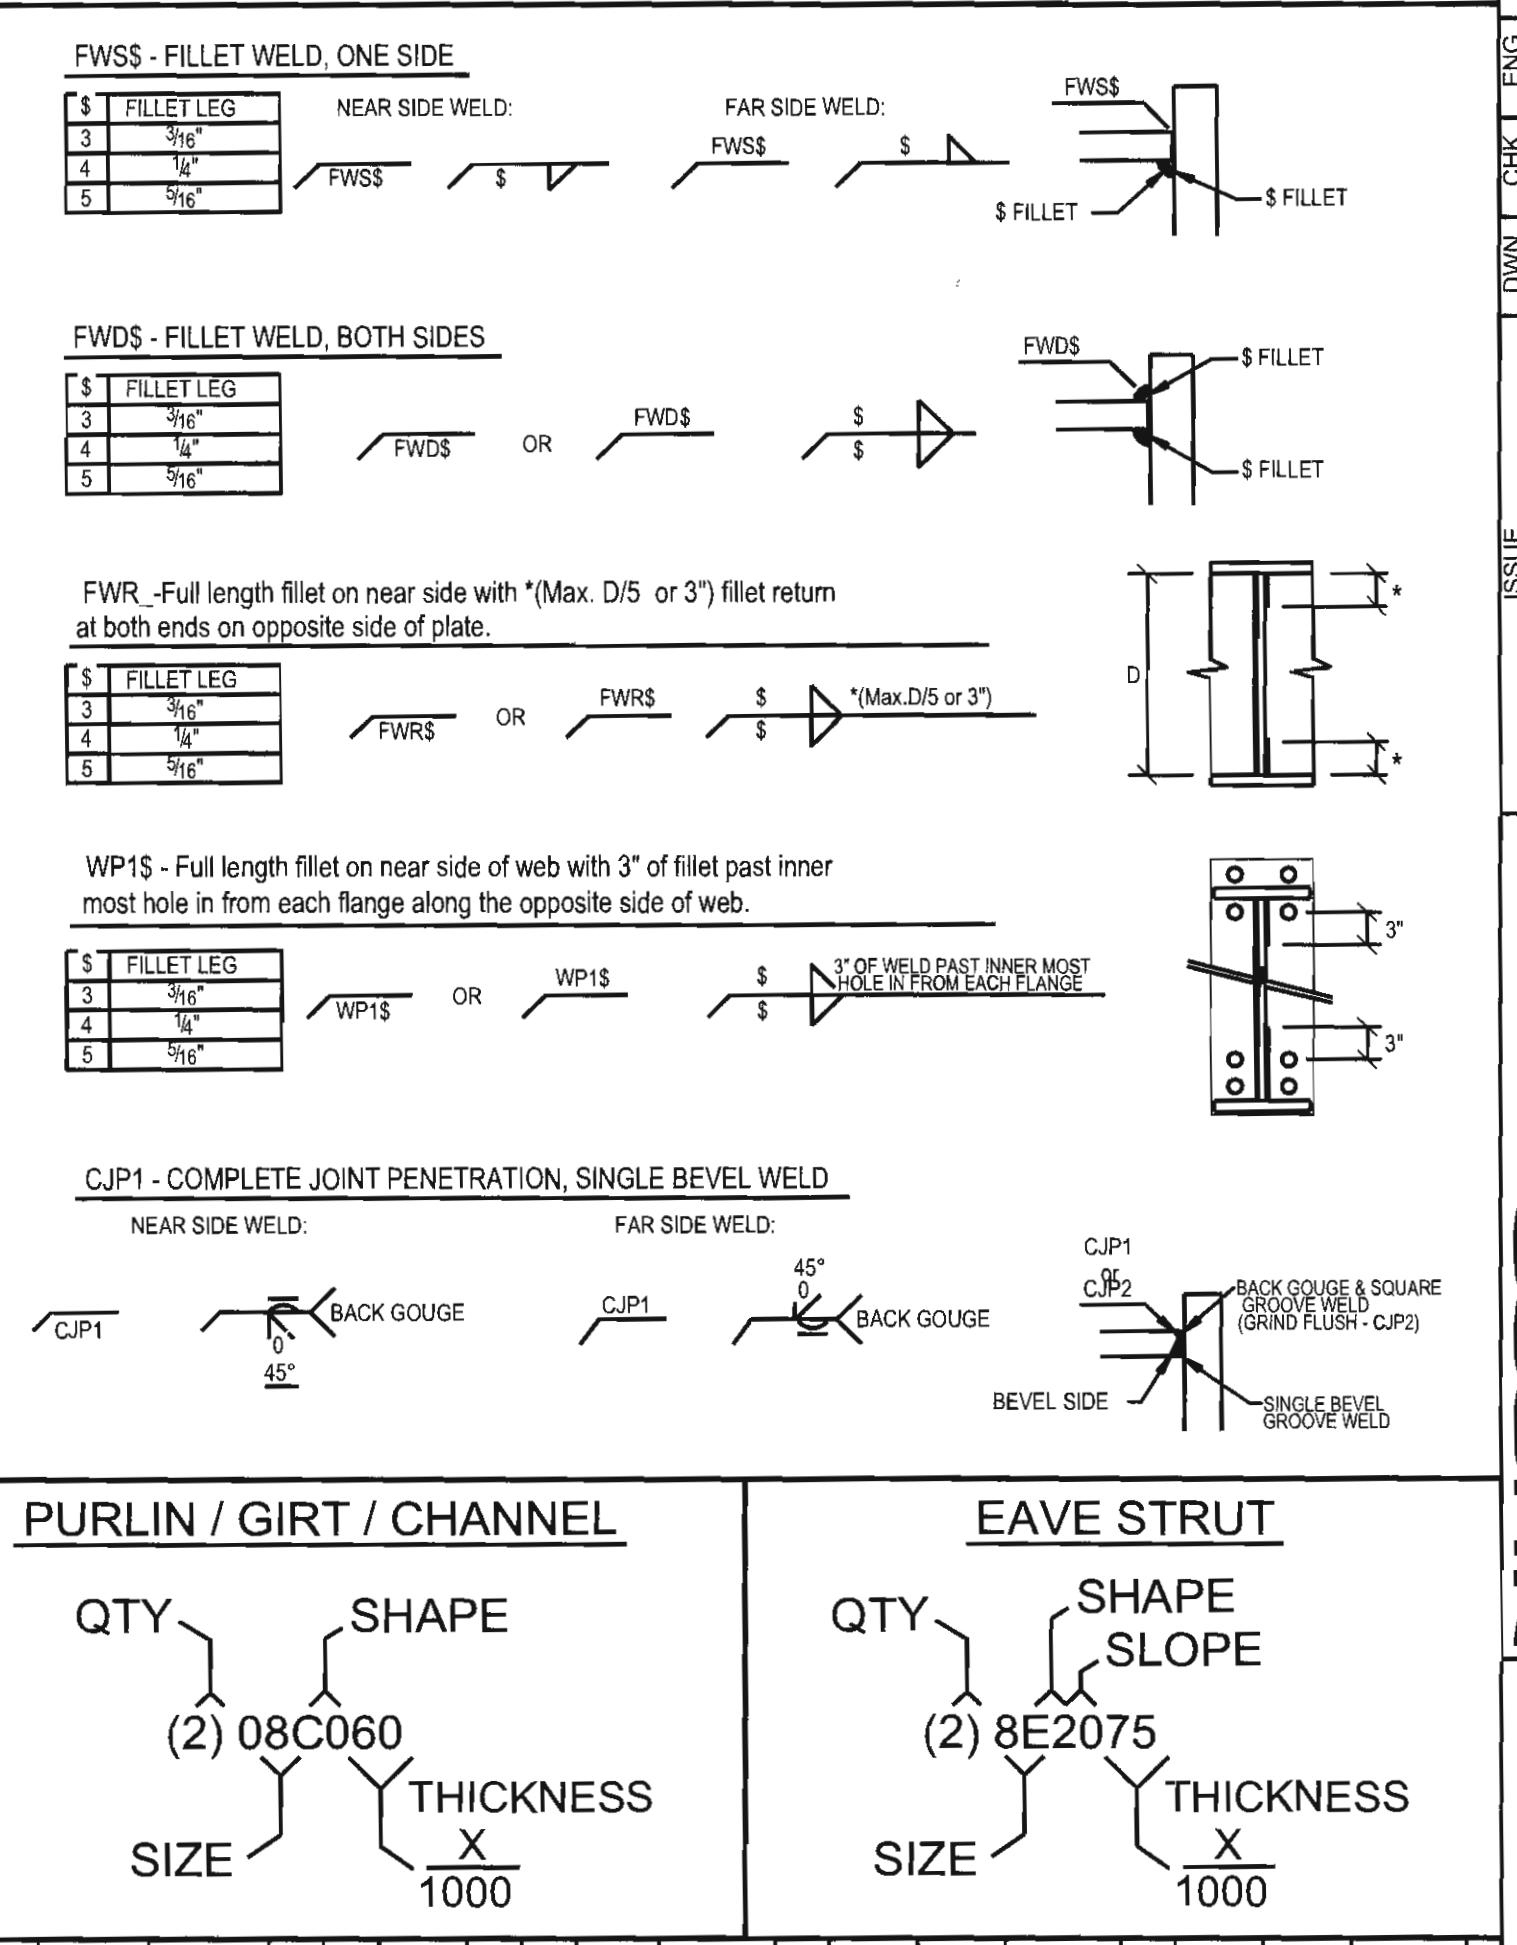 FWS$ - FILLET WELD, ONE SIDE
$ FILLET LEG
3 3/16"
4 1/4"
5 5/16"
NEAR SIDE WELD:
FWS$
$
FAR SIDE WELD:
FWS$
$
FWS$
$ FILLET
$ FILLET
FWD$ - FILLET WELD, BOTH SIDES
$ FILLET LEG
3 3/16"
4 1/4"
5 5/16"
FWD$
OR
FWD$
$
$
FWD$
$ FILLET
$ FILLET
FWR_-Full length fillet on near side with *(Max. D/5 or 3") fillet return
at both ends on opposite side of plate.
$ FILLET LEG
3 3/16"
4 1/4"
5 5/16"
FWR$
OR
FWR$
$
$
*(Max.D/5 or 3")
D
*
*
WP1$ - Full length fillet on near side of web with 3" of fillet past inner
most hole in from each flange along the opposite side of web.
$ FILLET LEG
3 3/16"
4 1/4"
5 5/16"
WP1$
OR
WP1$
$
$
3" OF WELD PAST INNER MOST
HOLE IN FROM EACH FLANGE
3"
3"
CJP1 - COMPLETE JOINT PENETRATION, SINGLE BEVEL WELD
NEAR SIDE WELD:
CJP1
BACK GOUGE
0
45°
FAR SIDE WELD:
CJP1
45°
0
BACK GOUGE
CJP1
or
CJP2
BACK GOUGE & SQUARE
GROOVE WELD
(GRIND FLUSH - CJP2)
BEVEL SIDE
SINGLE BEVEL
GROOVE WELD
PURLIN / GIRT / CHANNEL
QTY
SHAPE
(2) 08C060
SIZE
THICKNESS
X
1000
EAVE STRUT
QTY
SHAPE
SLOPE
(2) 8E2075
SIZE
THICKNESS
X
1000
ENG
CHK
DWN
ISSUE